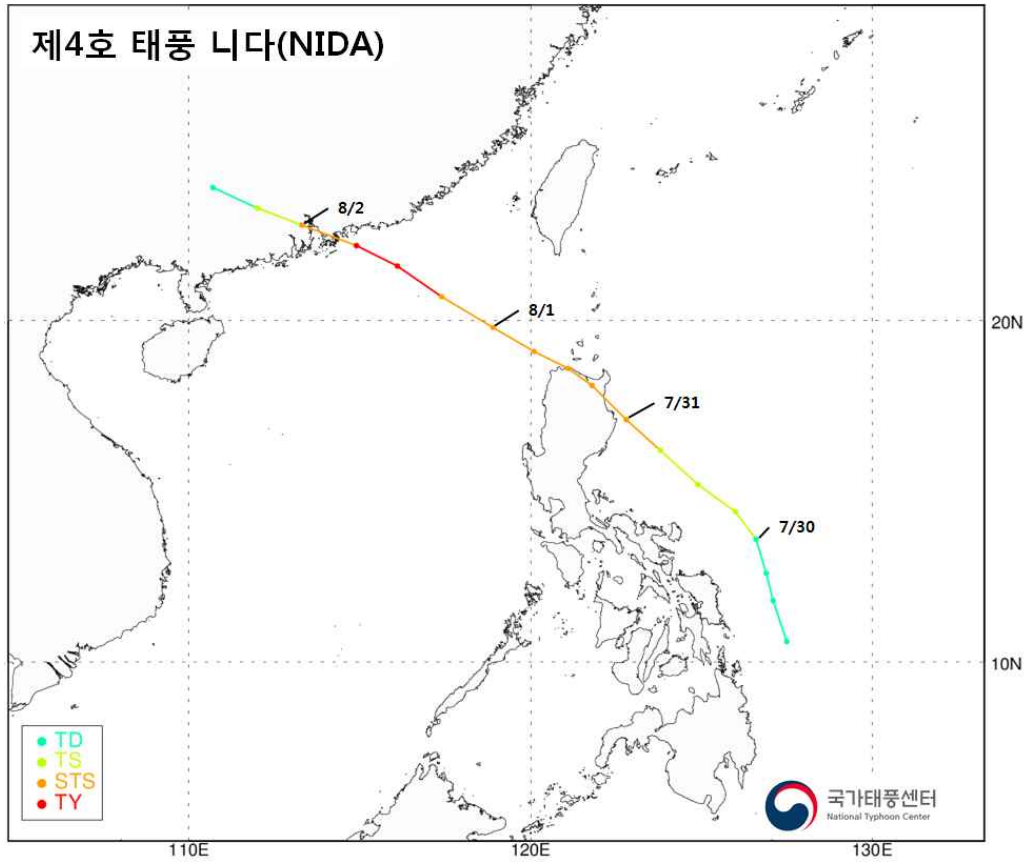 제4호 태풍 니다(NIDA)
8/2
8/1
20N
7/31
7/30
10N
TD
TS
STS
TY
국가태풍센터
National Typhoon Center
110E
120E
130E